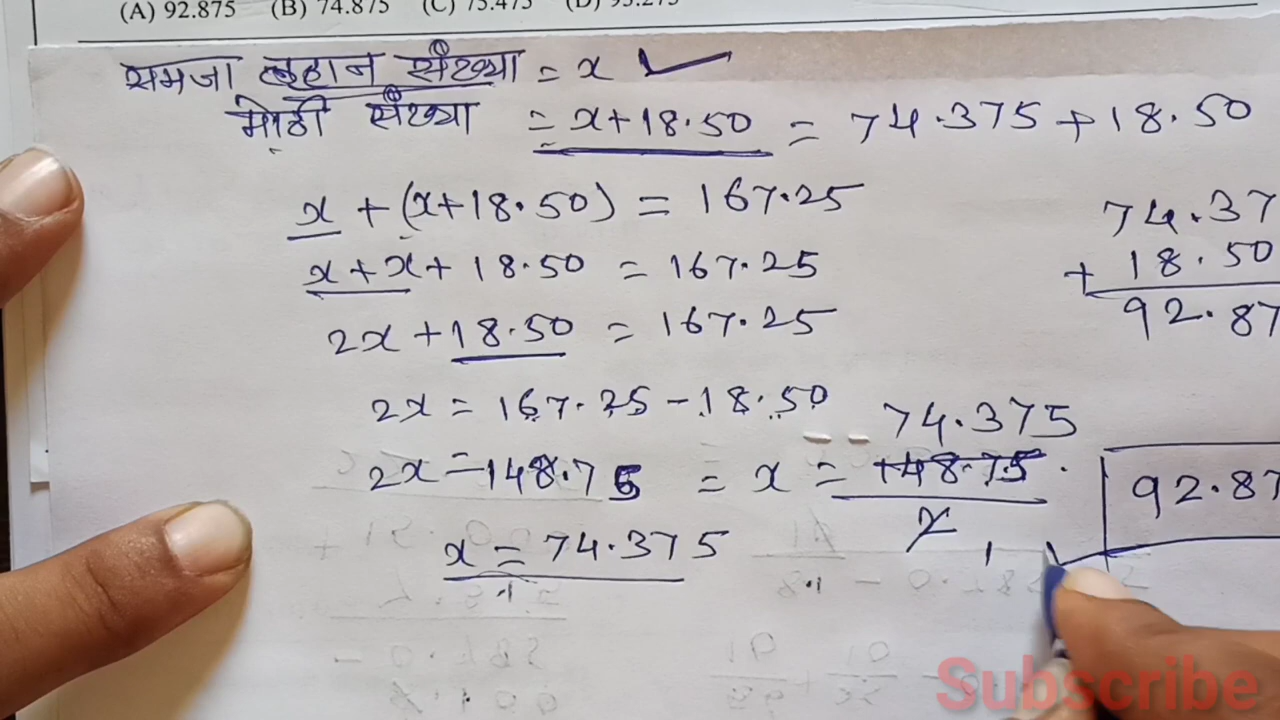 (A) 92.875 (B) 74.875 (C) 75.475 (D) 93.275
समजा लहान संख्या = x ✓
मोठी संख्या = x+18.50 = 74.375 + 18.50
x + (x+18.50) = 167.25
x + x + 18.50 = 167.25
2x + 18.50 = 167.25
2x = 167.25 - 18.50
2x = 148.75 = x = 148.75 / 2
74.375
x = 74.375
74.37
+ 18.50
92.87
92.87
Subscribe